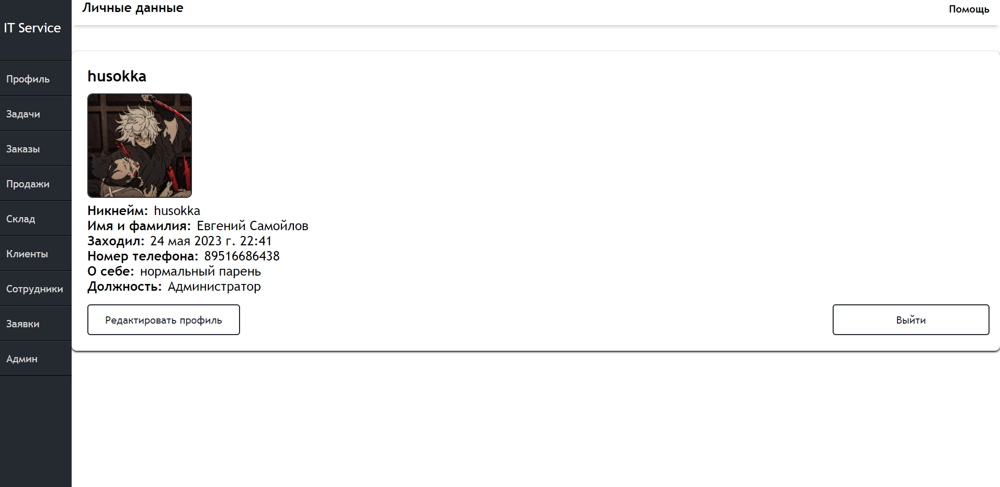 IT Service
Профиль
Задачи
Заказы
Продажи
Склад
Клиенты
Сотрудники
Заявки
Админ
Личные данные
Помощь
husokka
Никнейм: husokka
Имя и фамилия: Евгений Самойлов
Заходил: 24 мая 2023 г. 22:41
Номер телефона: 89516686438
О себе: нормальный парень
Должность: Администратор
Редактировать профиль
Выйти